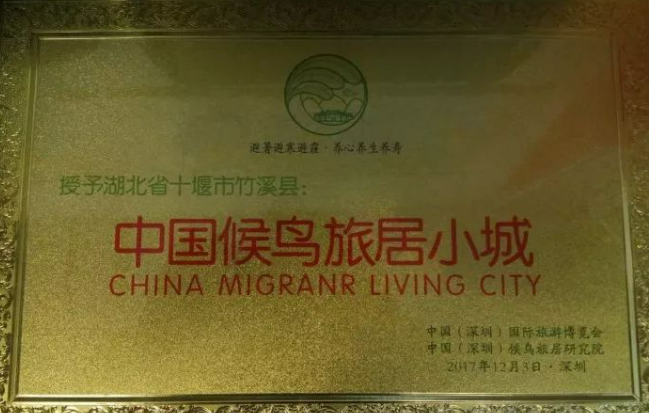 避暑避寒避霾·养心养生养寿
授予湖北省十堰市竹溪县：
中国候鸟旅居小城
CHINA MIGRANR LIVING CITY
中国（深圳）国际旅游博览会
中国（深圳）候鸟旅居研究院
2017年12月3日·深圳